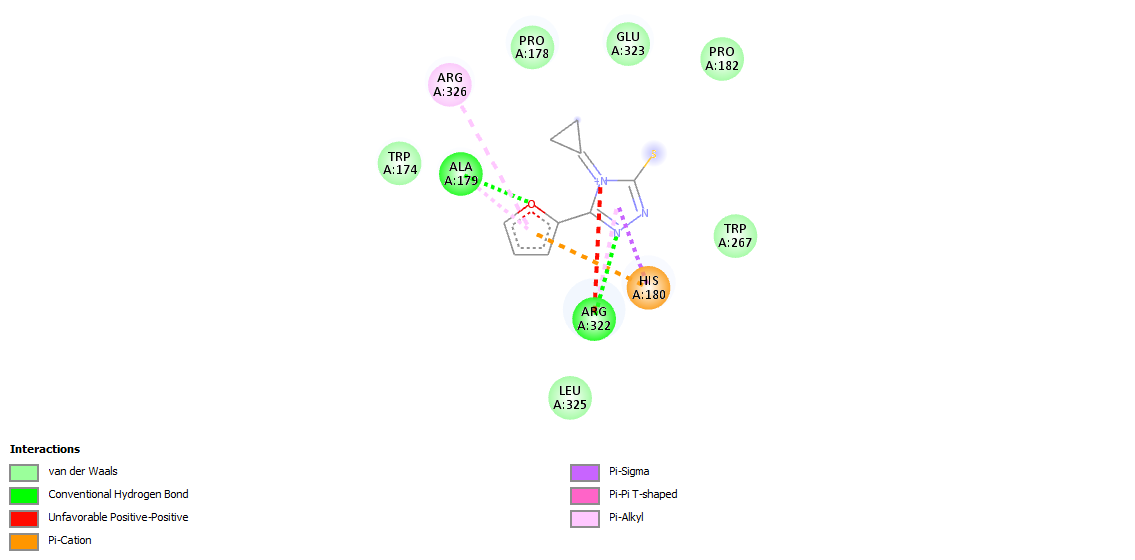 PRO
A:178
GLU
A:323
PRO
A:182
ARG
A:326
TRP
A:174
ALA
A:179
O
N
+N
N
N
TRP
A:267
HIS
A:180
ARG
A:322
LEU
A:325
Interactions
van der Waals
Conventional Hydrogen Bond
Unfavorable Positive-Positive
Pi-Cation
Pi-Sigma
Pi-Pi T-shaped
Pi-Alkyl